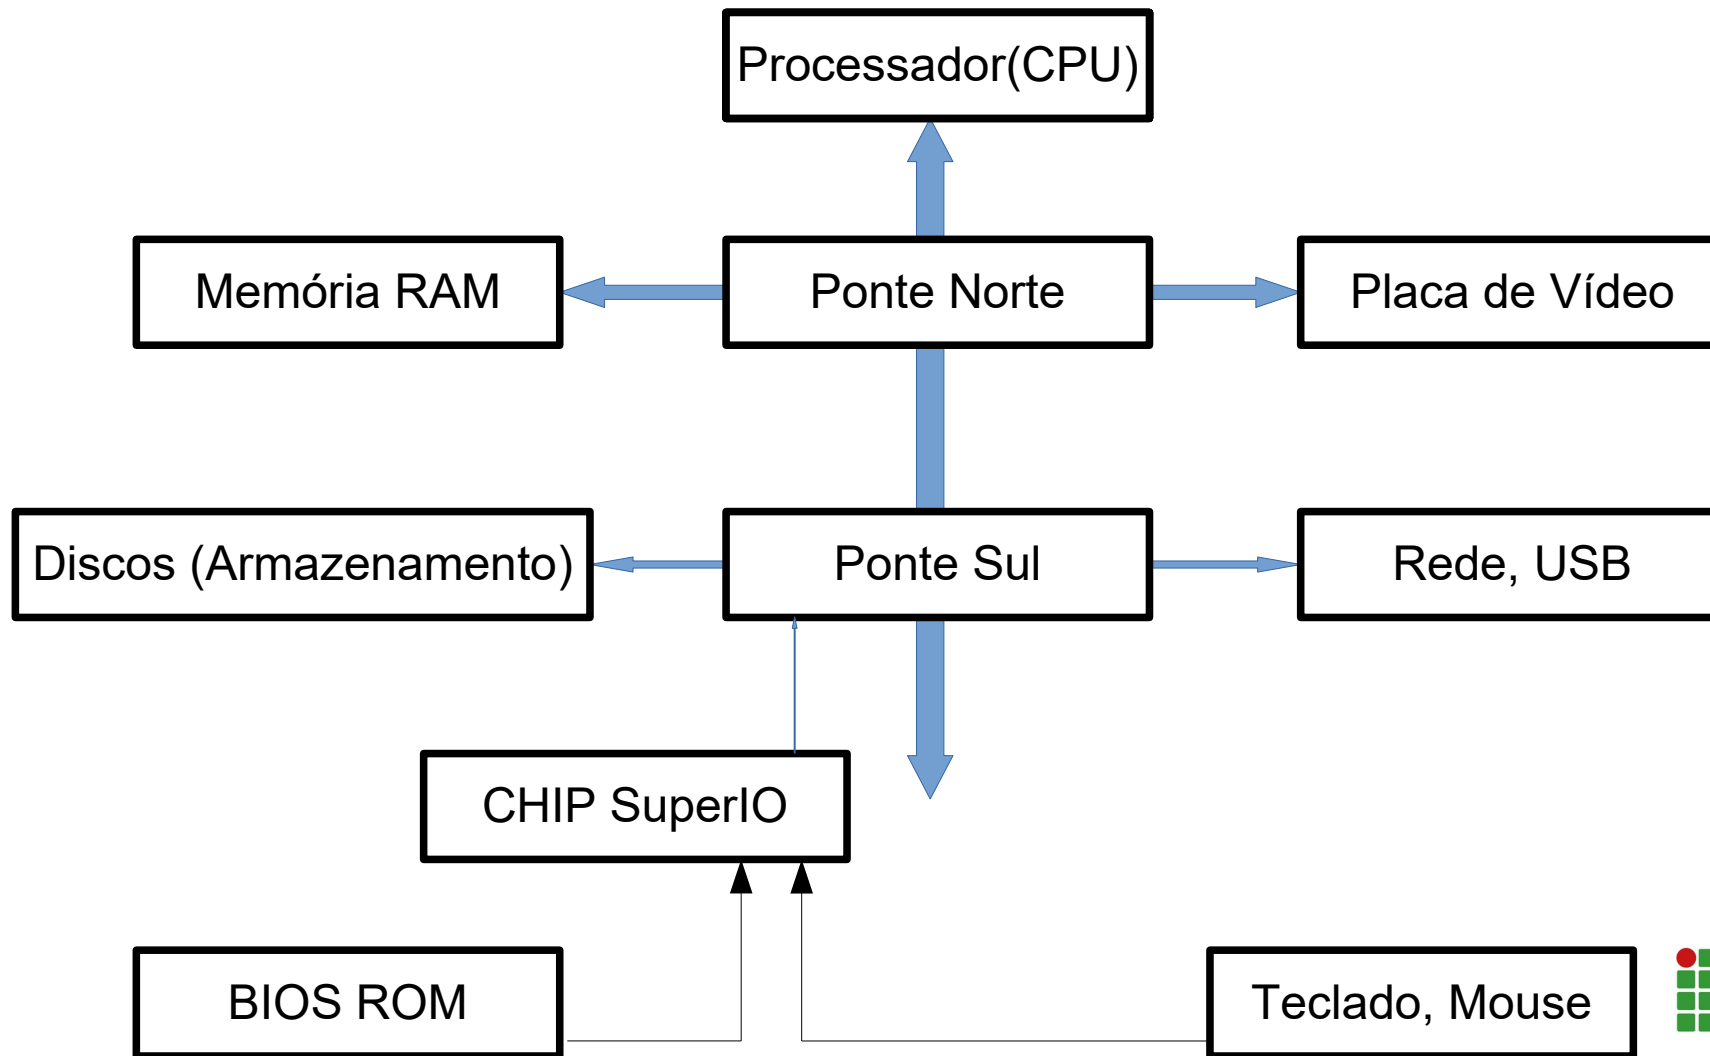 Processador(CPU)
Memória RAM
Ponte Norte
Placa de Vídeo
Discos (Armazenamento)
Ponte Sul
Rede, USB
CHIP SuperIO
BIOS ROM
Teclado, Mouse